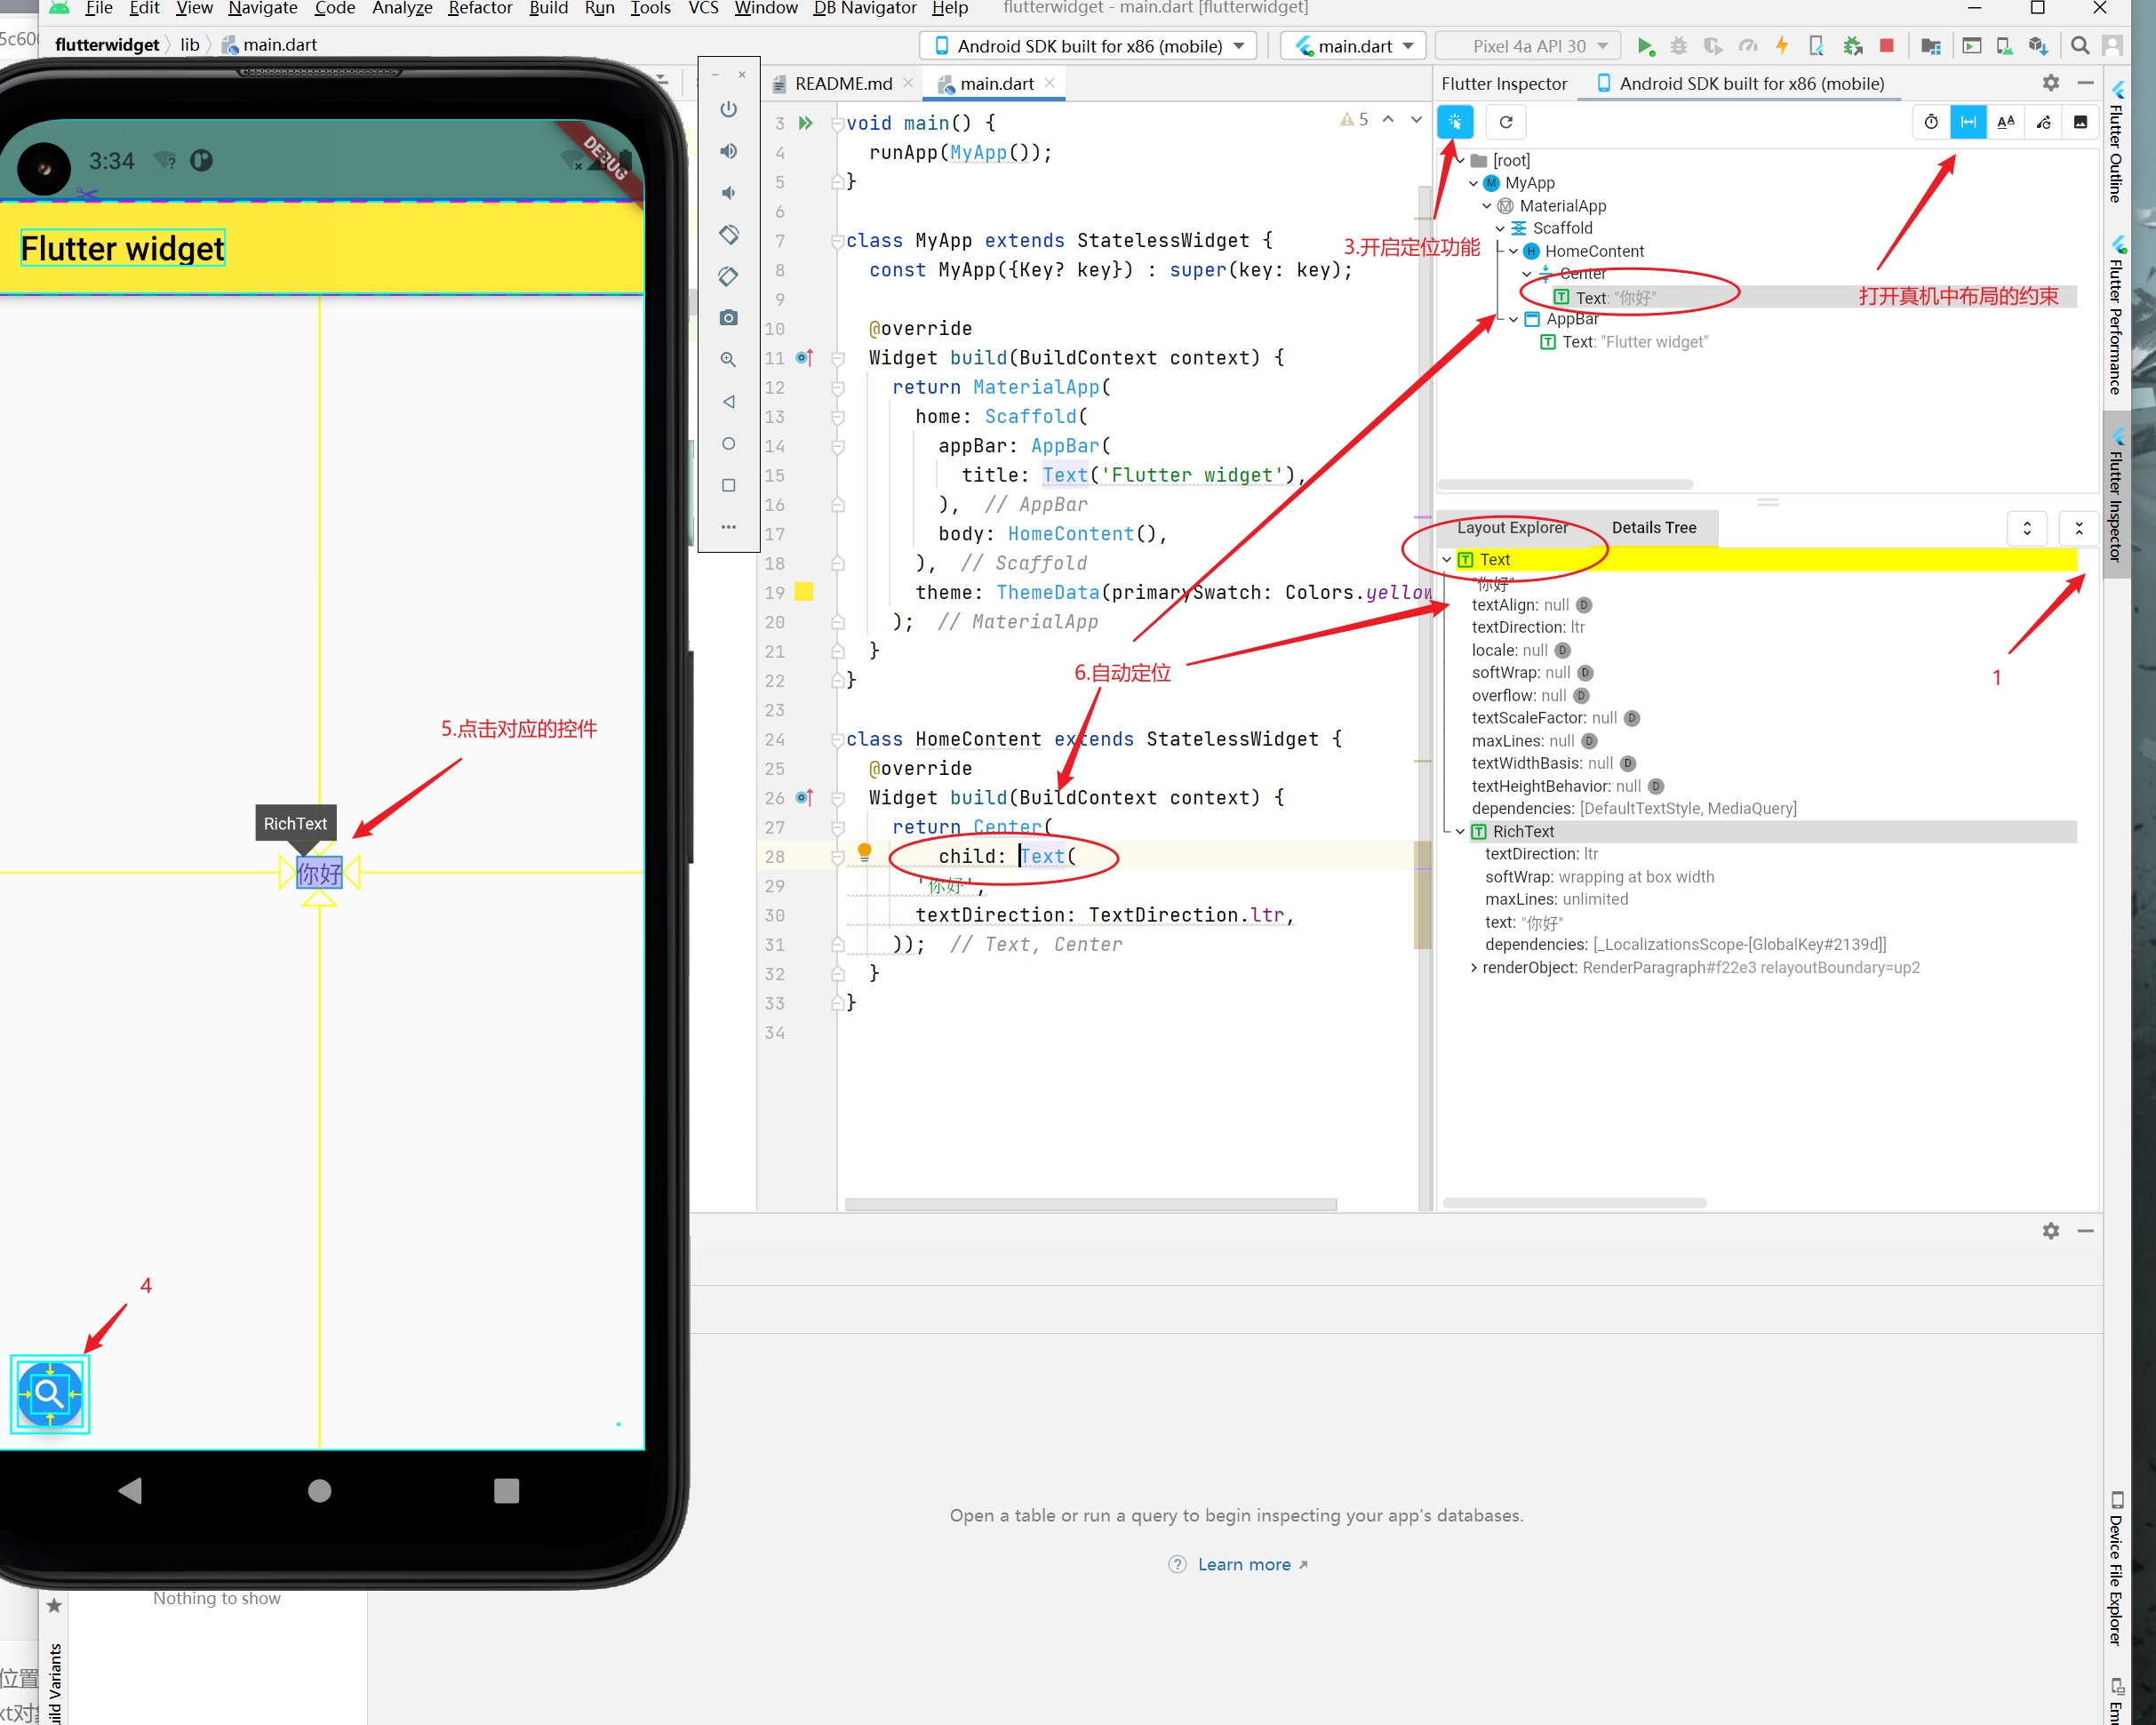 File Edit View Navigate Code Analyze Refactor Build Run Tools VCS Window DB Navigator Help flutterwidget - main.dart [flutterwidget]
flutterwidget lib main.dart
Android SDK built for x86 (mobile) main.dart Pixel 4a API 30
README.md main.dart
Flutter Inspector Android SDK built for x86 (mobile)
3:34
DEBUG
Flutter widget
5.点击对应的控件
RichText
你好
4
3 void main() {
4 runApp(MyApp());
5 }
6
7 class MyApp extends StatelessWidget {
8 const MyApp({Key? key}) : super(key: key);
9
10 @override
11 Widget build(BuildContext context) {
12 return MaterialApp(
13 home: Scaffold(
14 appBar: AppBar(
15 title: Text('Flutter widget'),
16 ), // AppBar
17 body: HomeContent(),
18 ), // Scaffold
19 theme: ThemeData(primarySwatch: Colors.yellow
20 ); // MaterialApp
21 }
22 }
23
24 class HomeContent extends StatelessWidget {
25 @override
26 Widget build(BuildContext context) {
27 return Center(
28 child: Text(
29 '你好',
30 textDirection: TextDirection.ltr,
31 )); // Text, Center
32 }
33 }
34
5
6.自动定位
3.开启定位功能
打开真机中布局的约束
1
[root]
MyApp
MaterialApp
Scaffold
HomeContent
Center
Text: "你好"
AppBar
Text: "Flutter widget"
Layout Explorer Details Tree
Text
"你好"
textAlign: null D
textDirection: ltr
locale: null D
softWrap: null D
overflow: null D
textScaleFactor: null D
maxLines: null D
textWidthBasis: null D
textHeightBehavior: null D
dependencies: [DefaultTextStyle, MediaQuery]
RichText
textDirection: ltr
softWrap: wrapping at box width
maxLines: unlimited
text: "你好"
dependencies: [_LocalizationsScope-[GlobalKey#2139d]]
renderObject: RenderParagraph#f22e3 relayoutBoundary=up2
Flutter Outline
Flutter Performance
Flutter Inspector
Device File Explorer
Open a table or run a query to begin inspecting your app's databases.
Learn more
Nothing to show
位置